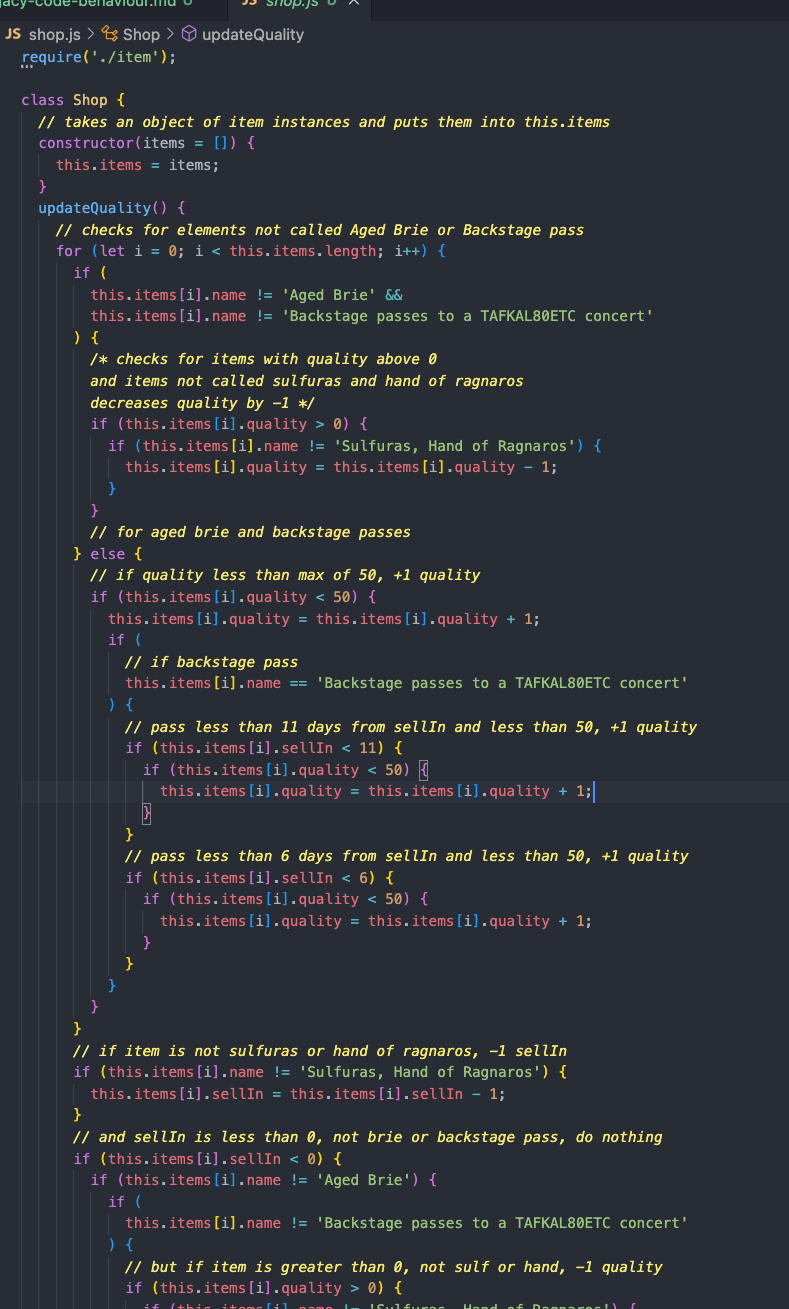 acy-code-behaviour.md U
JS shop.js U
JS shop.js > Shop > updateQuality
require('./item');
class Shop {
// takes an object of item instances and puts them into this.items
constructor(items = []) {
this.items = items;
}
updateQuality() {
// checks for elements not called Aged Brie or Backstage pass
for (let i = 0; i < this.items.length; i++) {
if (
this.items[i].name != 'Aged Brie' &&
this.items[i].name != 'Backstage passes to a TAFKAL80ETC concert'
) {
/* checks for items with quality above 0
and items not called sulfuras and hand of ragnaros
decreases quality by -1 */
if (this.items[i].quality > 0) {
if (this.items[i].name != 'Sulfuras, Hand of Ragnaros') {
this.items[i].quality = this.items[i].quality - 1;
}
}
// for aged brie and backstage passes
} else {
// if quality less than max of 50, +1 quality
if (this.items[i].quality < 50) {
this.items[i].quality = this.items[i].quality + 1;
if (
// if backstage pass
this.items[i].name == 'Backstage passes to a TAFKAL80ETC concert'
) {
// pass less than 11 days from sellIn and less than 50, +1 quality
if (this.items[i].sellIn < 11) {
if (this.items[i].quality < 50) {
this.items[i].quality = this.items[i].quality + 1;
}
}
// pass less than 6 days from sellIn and less than 50, +1 quality
if (this.items[i].sellIn < 6) {
if (this.items[i].quality < 50) {
this.items[i].quality = this.items[i].quality + 1;
}
}
}
}
}
// if item is not sulfuras or hand of ragnaros, -1 sellIn
if (this.items[i].name != 'Sulfuras, Hand of Ragnaros') {
this.items[i].sellIn = this.items[i].sellIn - 1;
}
// and sellIn is less than 0, not brie or backstage pass, do nothing
if (this.items[i].sellIn < 0) {
if (this.items[i].name != 'Aged Brie') {
if (
this.items[i].name != 'Backstage passes to a TAFKAL80ETC concert'
) {
// but if item is greater than 0, not sulf or hand, -1 quality
if (this.items[i].quality > 0) {
if (this.items[i].name != 'Sulfuras, Hand of Ragnaros') {